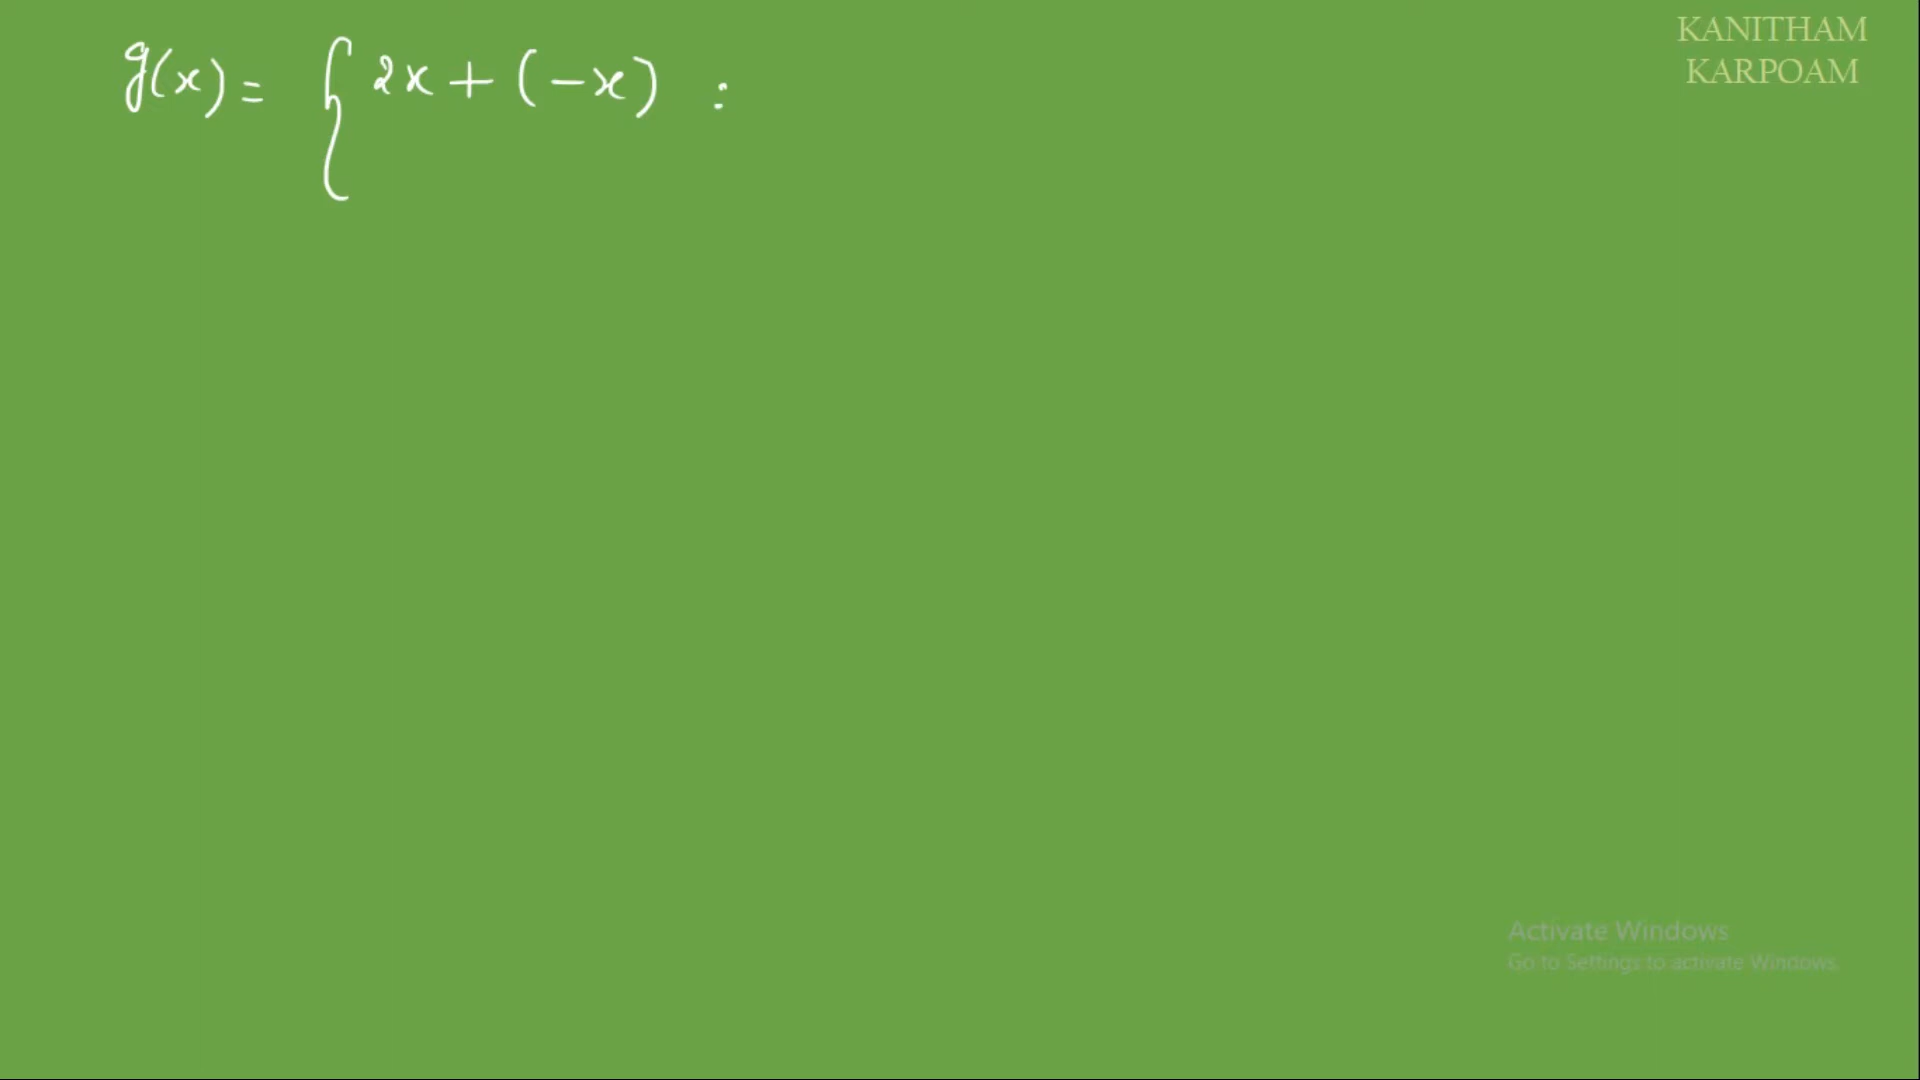 g(x) = { 2x + (-x) :
KANITHAM
KARPOAM
Activate Windows
Go to Settings to activate Windows.